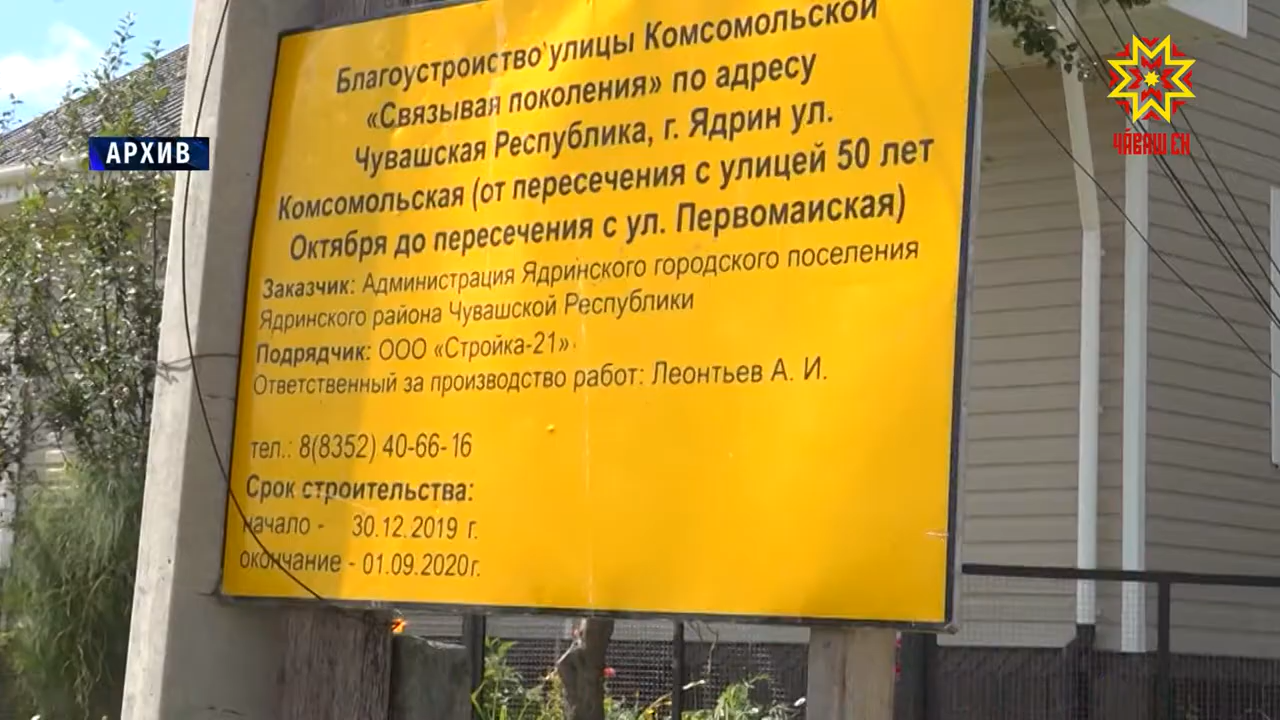 Благоустройство улицы Комсомольской
«Связывая поколения» по адресу
Чувашская Республика, г. Ядрин ул.
Комсомольская (от пересечения с улицей 50 лет
Октября до пересечения с ул. Первомайская)
Заказчик: Администрация Ядринского городского поселения
Ядринского района Чувашской Республики
Подрядчик: ООО «Стройка-21»
Ответственный за производство работ: Леонтьев А. И.
тел.: 8(8352) 40-66-16
Срок строительства:
начало - 30.12.2019 г.
окончание - 01.09.2020г.
АРХИВ
ЧӐВАШ ЕН